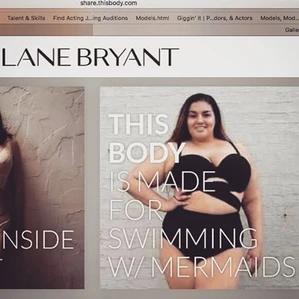 share.thisbody.com
Talent & Skills
Find Acting J...ing Auditions
Models.html
Giggin' it | P...dors, & Actors
Models, Mod...
Galle
LANE BRYANT
THIS
BODY
IS MADE
FOR
SWIMMING
W/ MERMAIDS
NSIDE
T